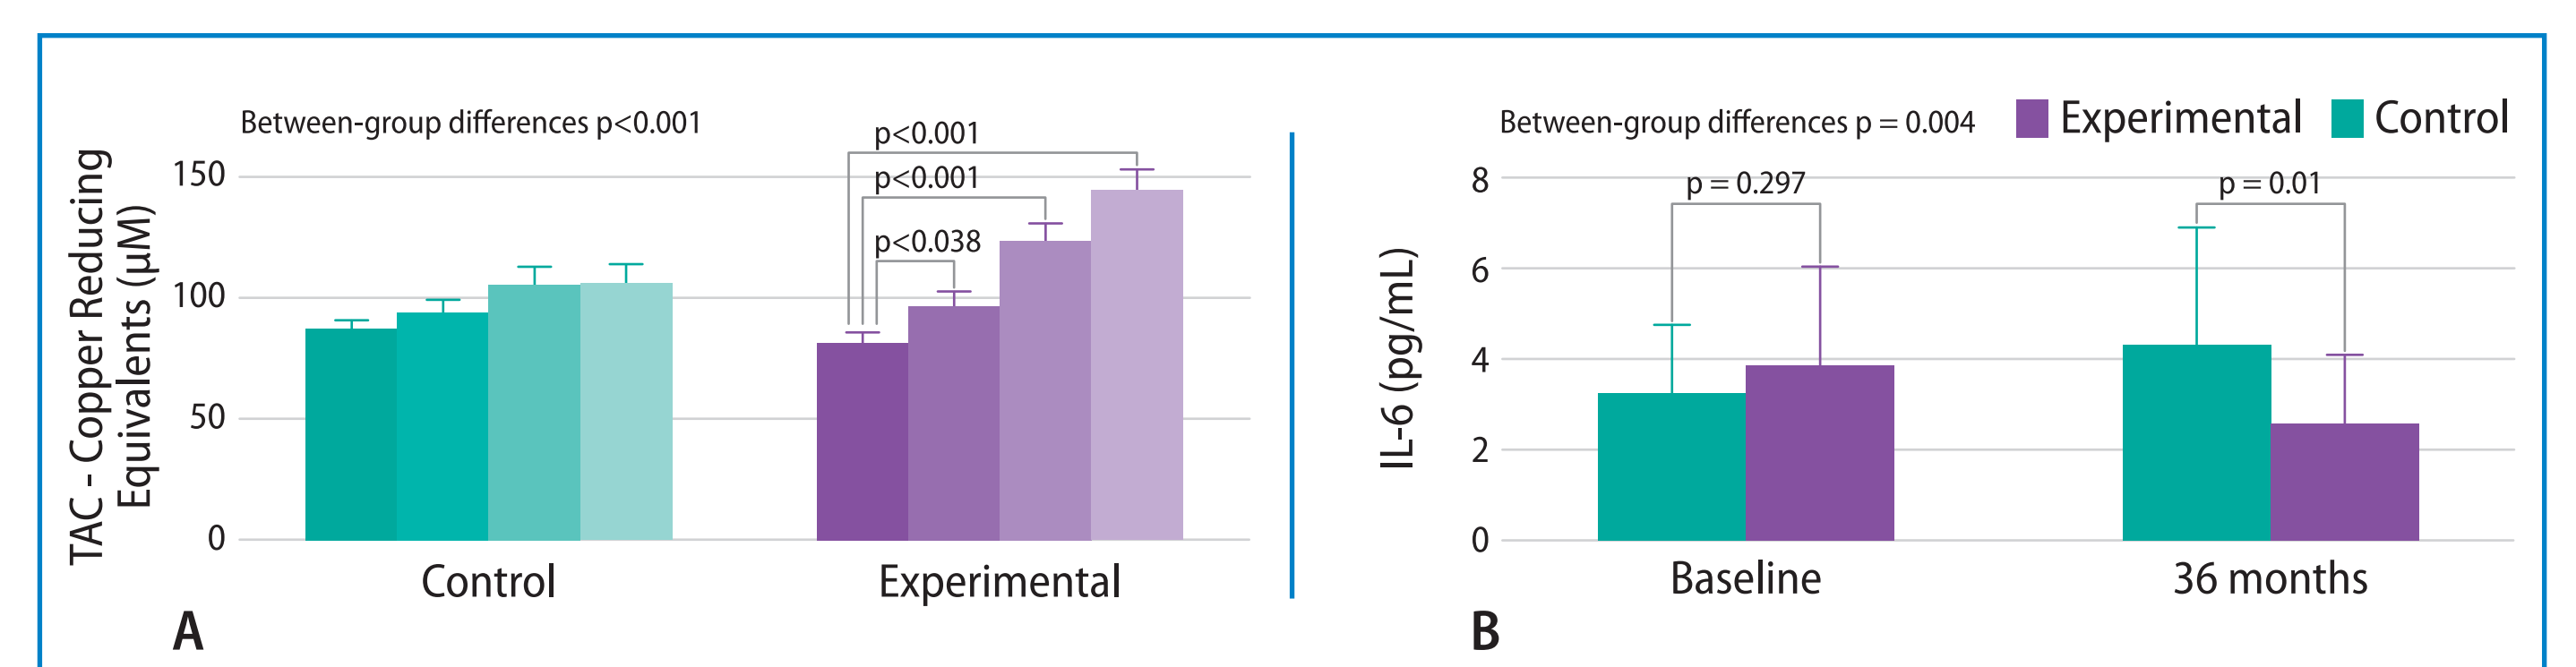 Between-group differences p<0.001
TAC - Copper Reducing
Equivalents (µM)
150
100
50
0
p<0.001
p<0.001
p<0.038
Control
Experimental
A
Between-group differences p = 0.004
Experimental
Control
IL-6 (pg/mL)
8
6
4
2
0
p = 0.297
p = 0.01
Baseline
36 months
B